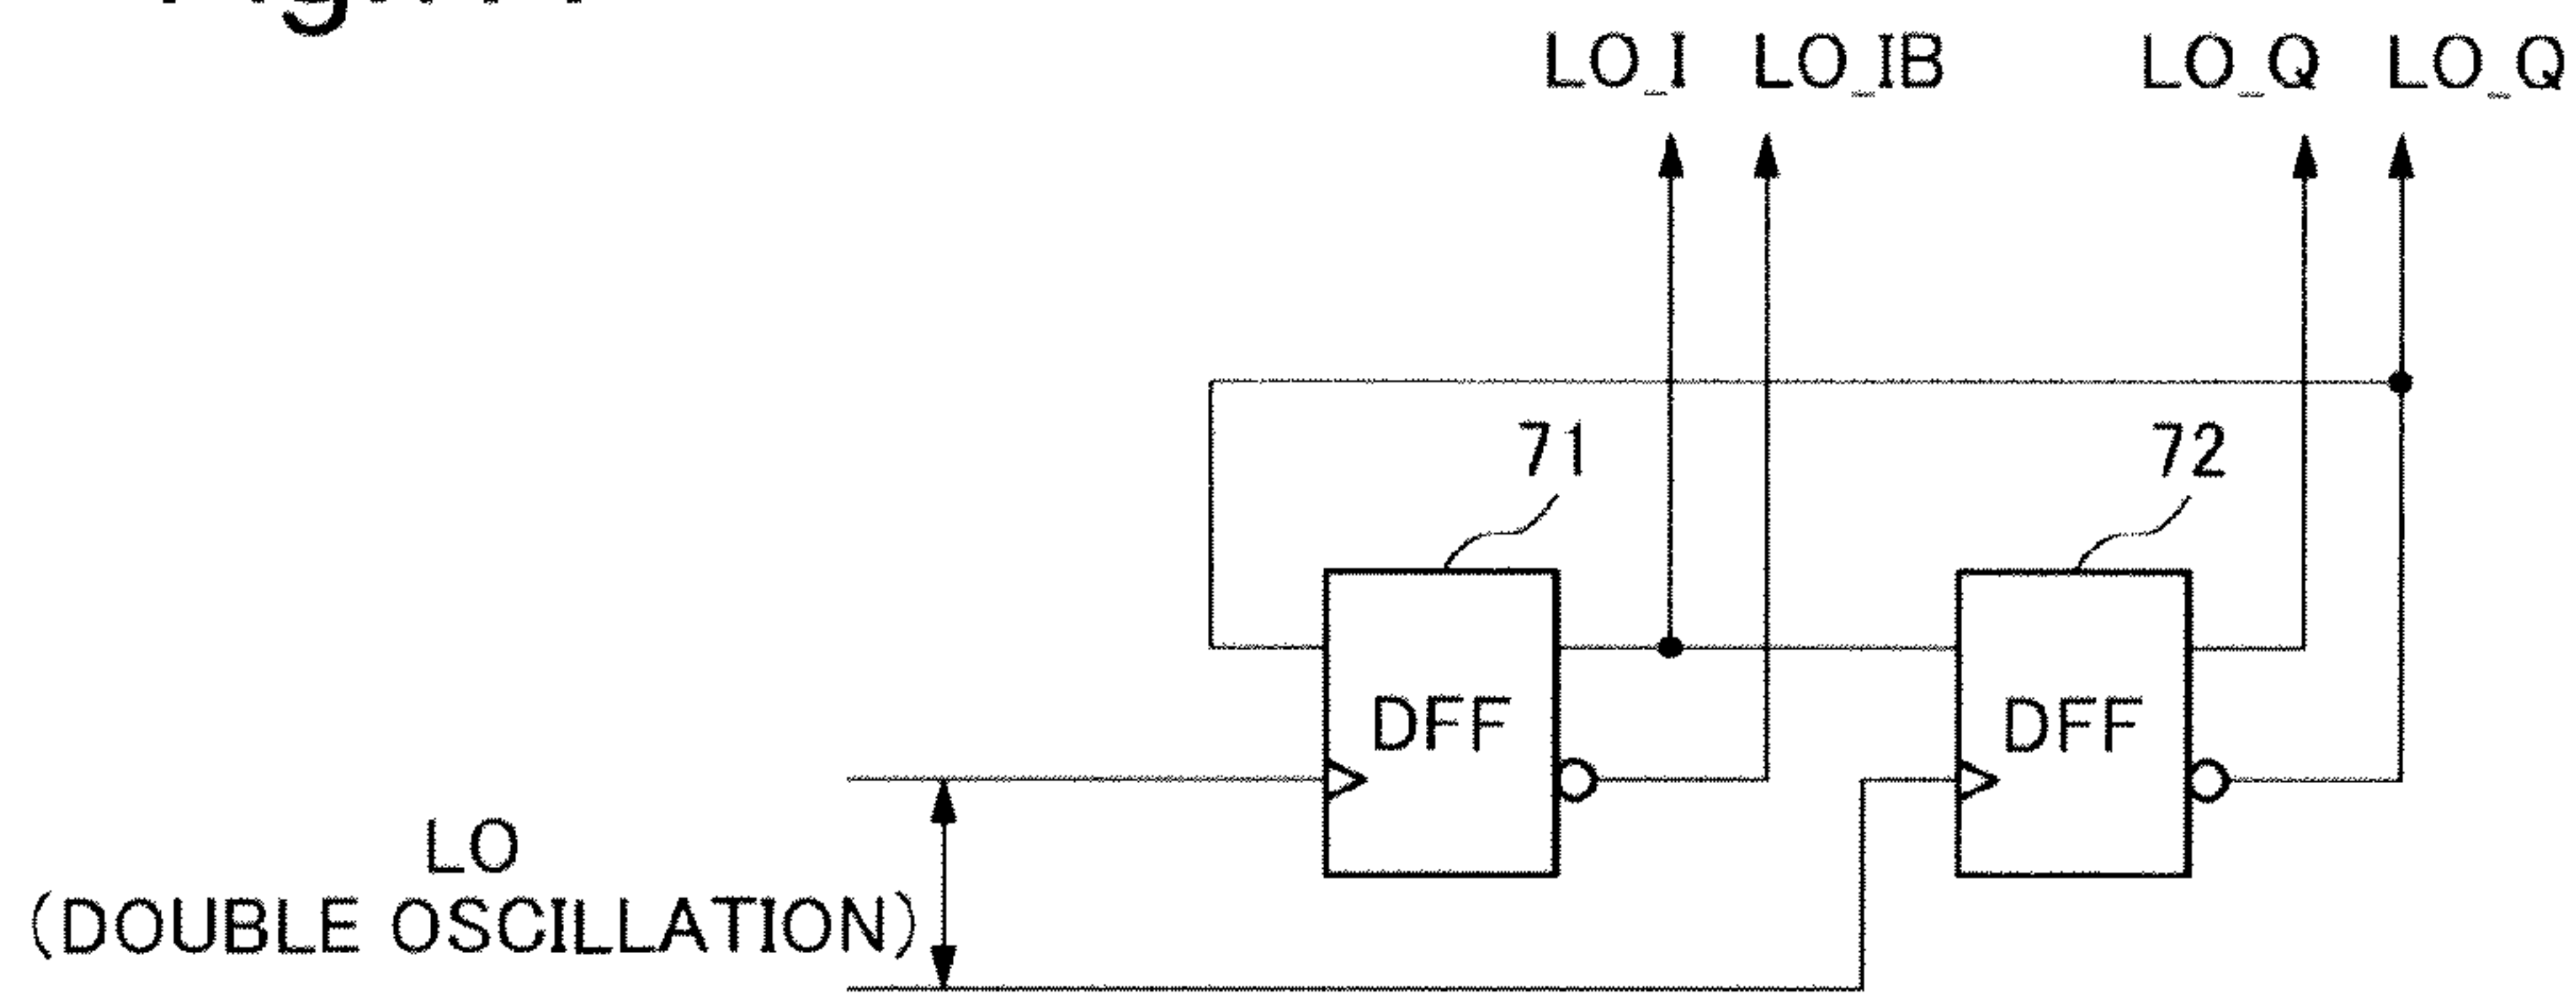 LO_I LO_IB LO_Q LO_Q
71
72
DFF
DFF
LO
(DOUBLE OSCILLATION)